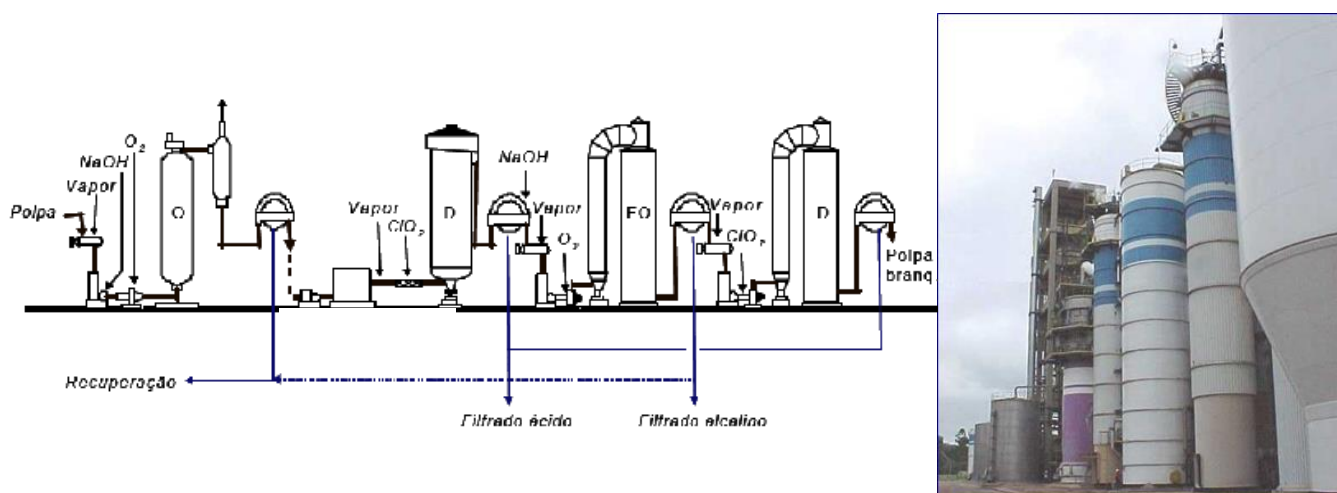 O₂
NaOH
Vapor
Polpa
O
Vapor
ClO₂
D
NaOH
Vapor
O₂
EO
Vapor
ClO₂
D
Polpa
branq.
Recuperação
Filtrado ácido
Filtrado alcalino